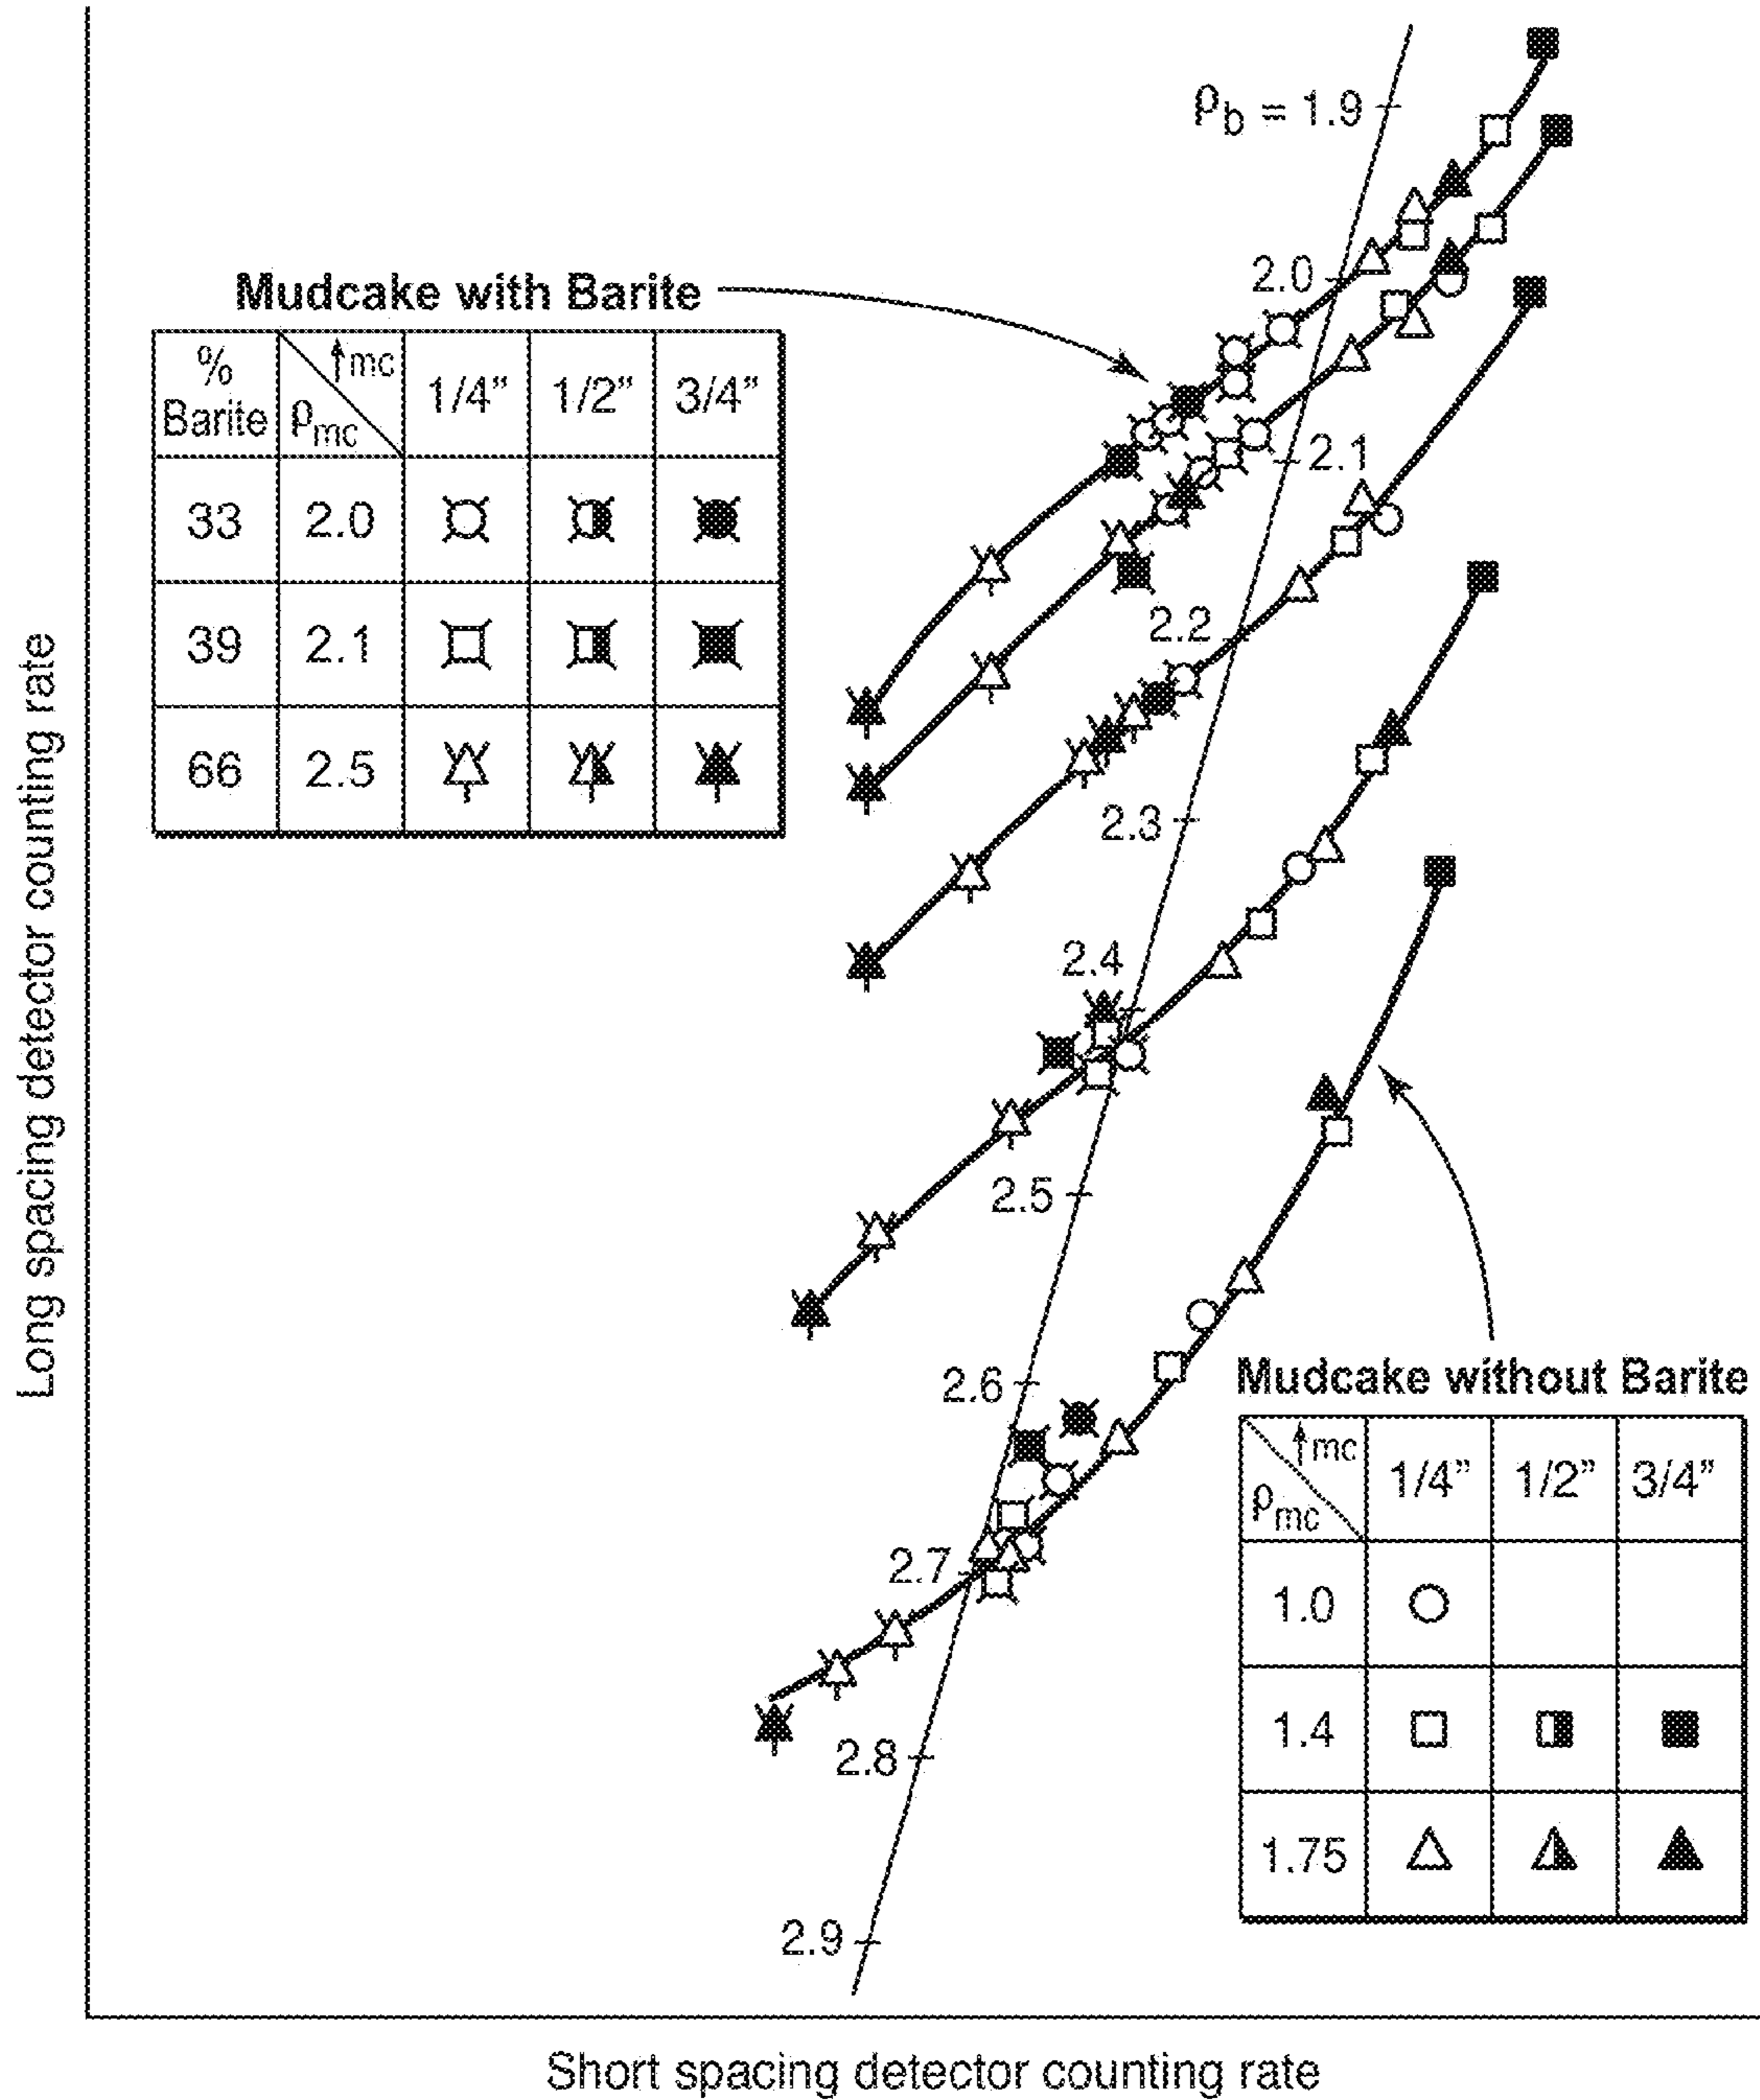 ρb = 1.9
2.0
Mudcake with Barite
% Barite ρmc ↑mc 1/4” 1/2” 3/4”
33 2.0
39 2.1
66 2.5
2.1
2.2
2.3
2.4
2.5
2.6
2.7
2.8
2.9
Mudcake without Barite
ρmc ↑mc 1/4” 1/2” 3/4”
1.0
1.4
1.75
Long spacing detector counting rate
Short spacing detector counting rate